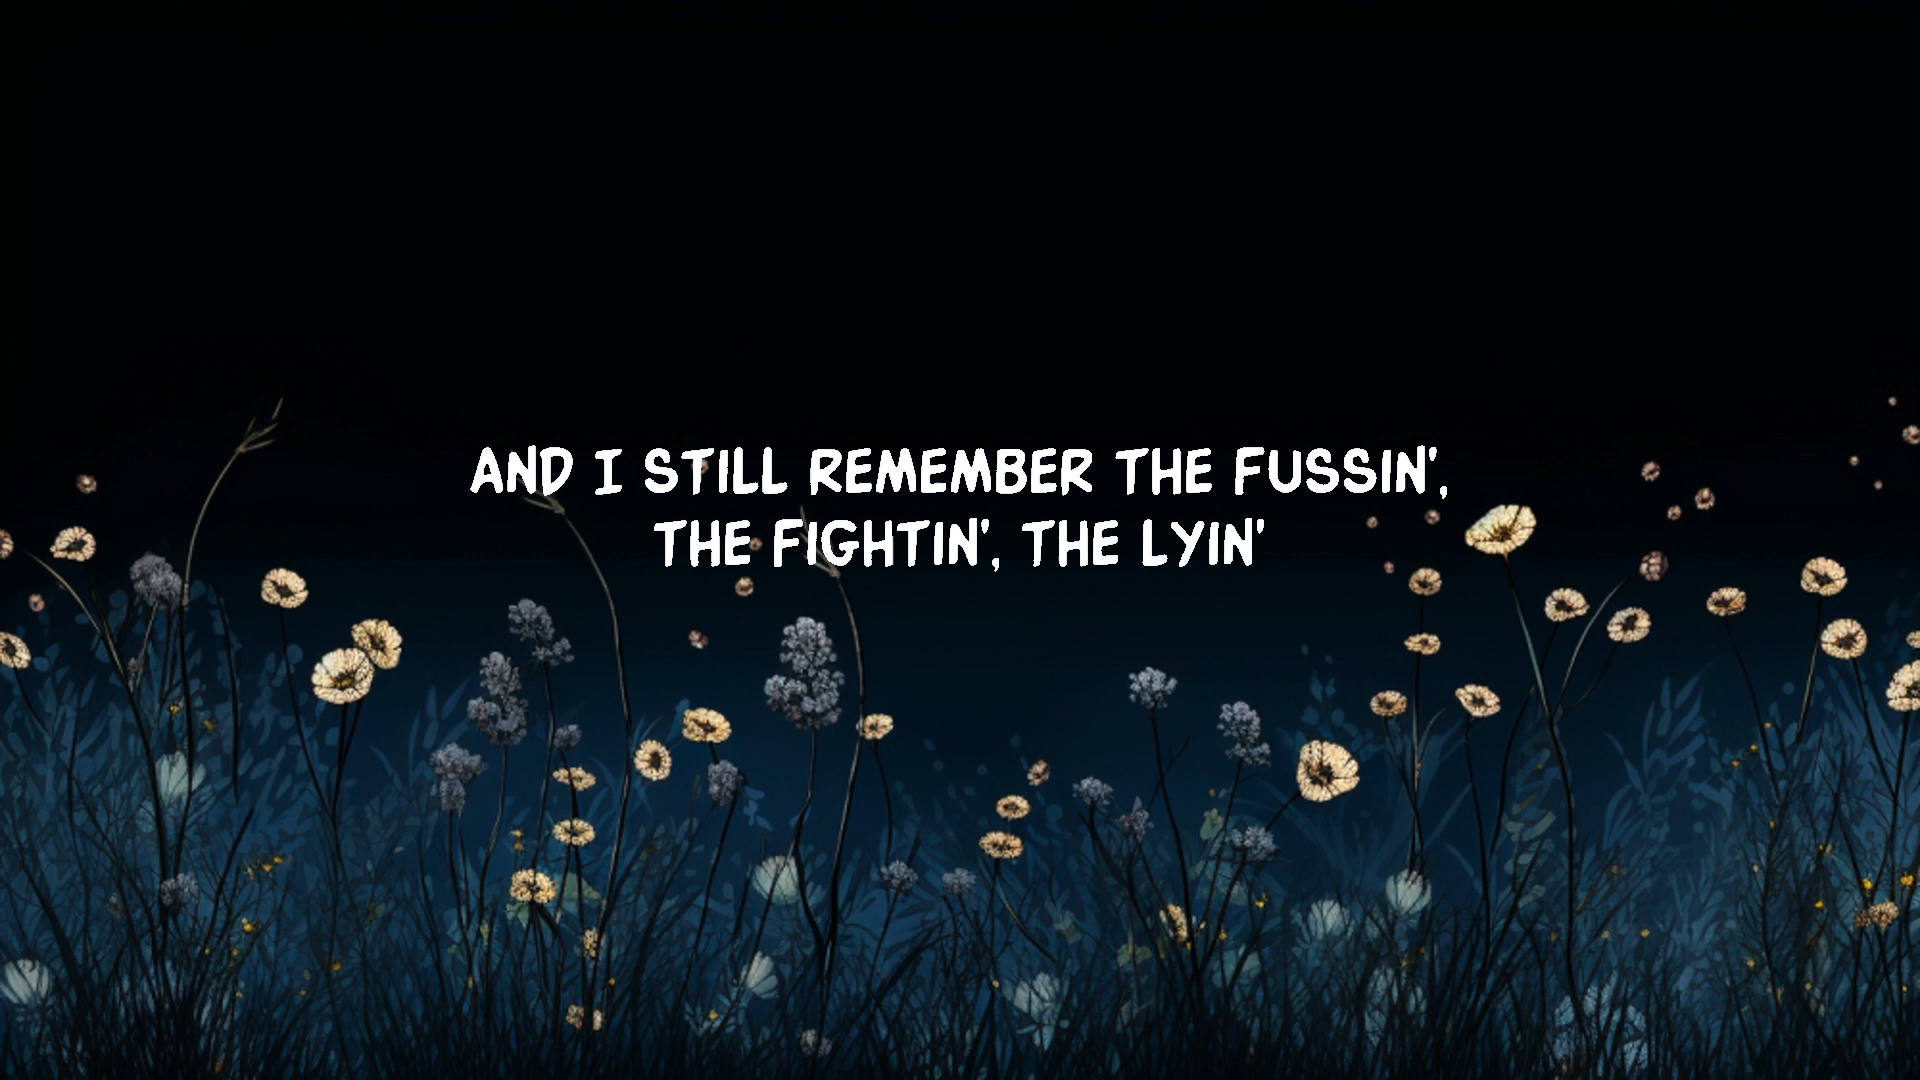 AND I STILL REMEMBER THE FUSSIN',
THE FIGHTIN', THE LYIN'